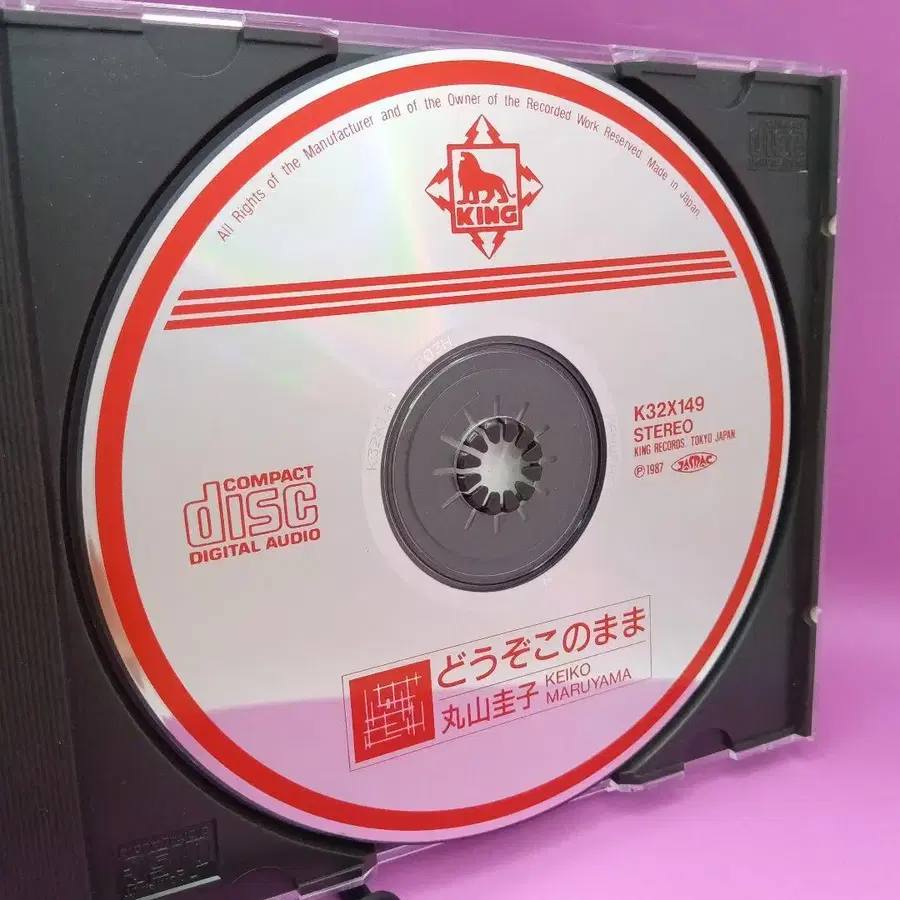 All Rights of the Manufacturer and of the Owner of the Recorded Work Reserved. Made in Japan.
KING
K32X149
STEREO
KING RECORDS. TOKYO JAPAN
Ⓟ1987 JASRAC
COMPACT
disc
DIGITAL AUDIO
どうぞこのまま
丸山圭子 KEIKO MARUYAMA